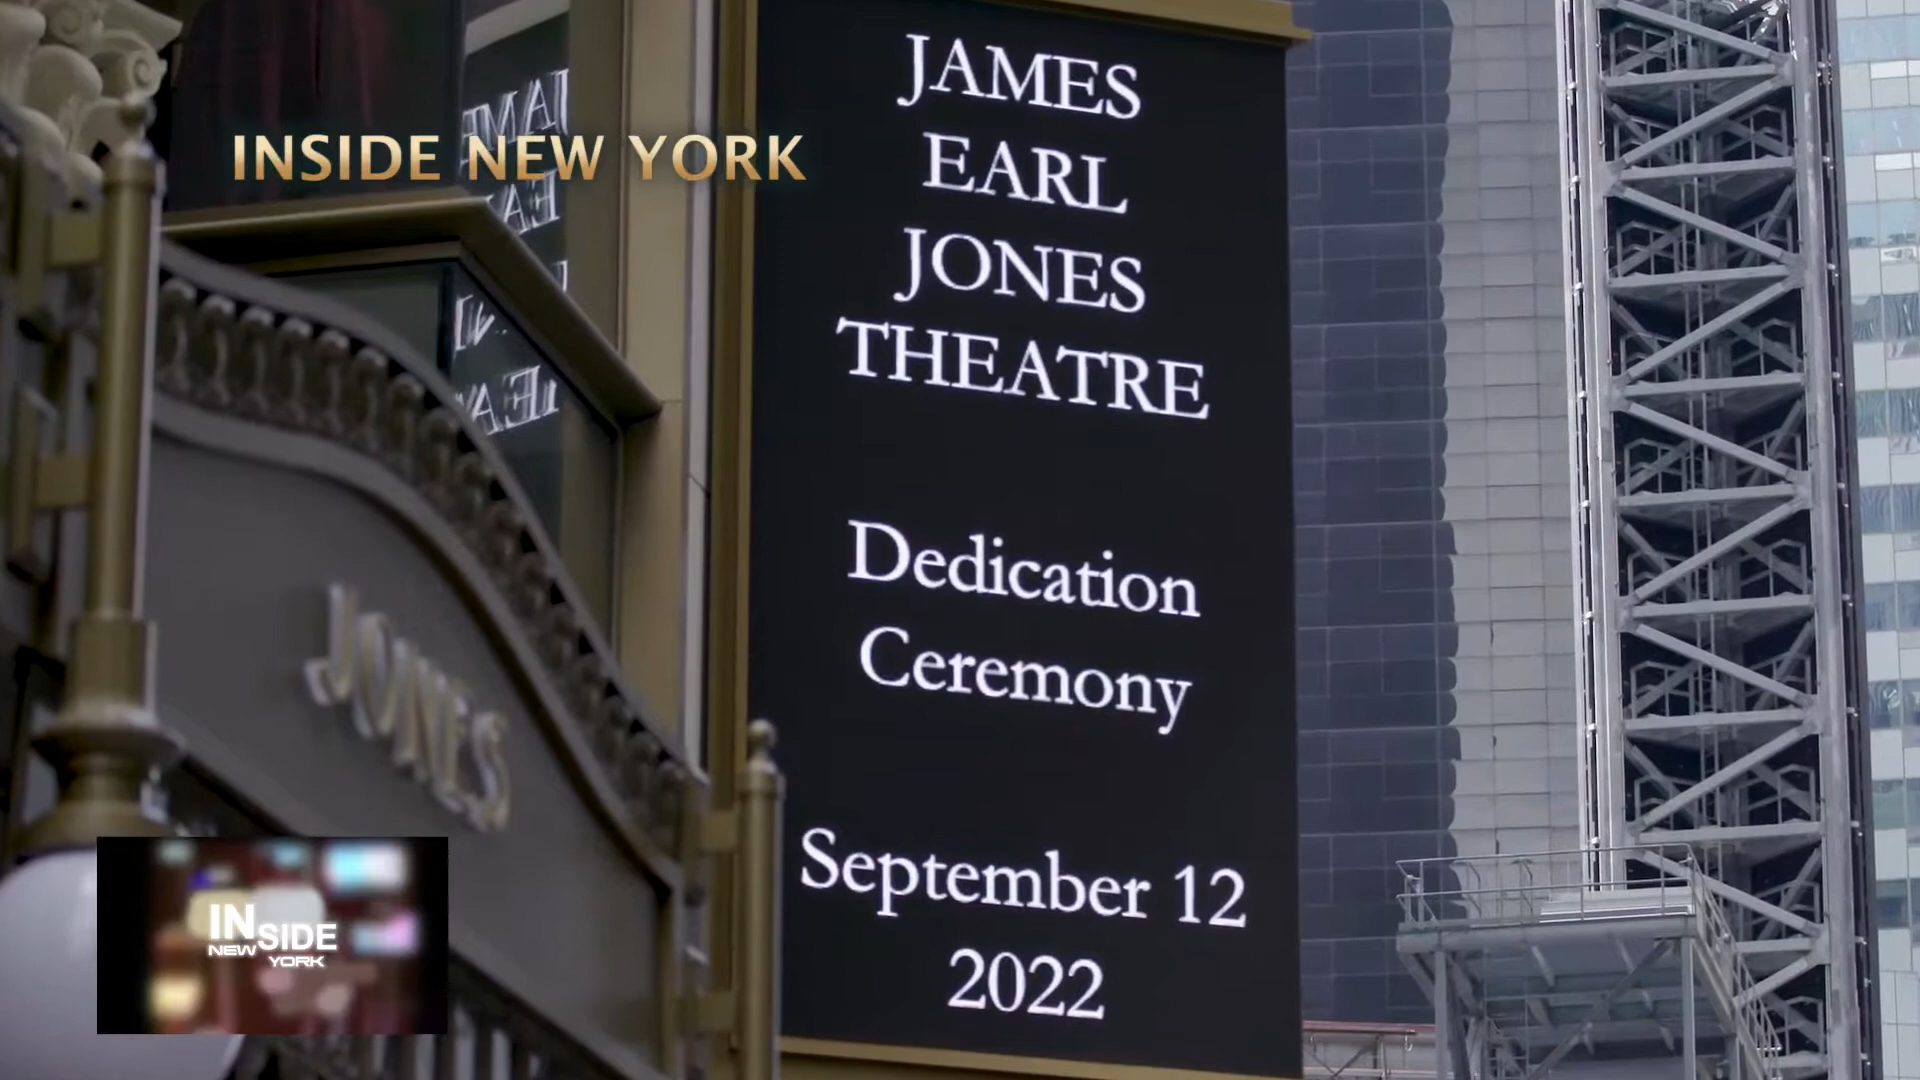 INSIDE NEW YORK
JAMES
EARL
JONES
THEATRE
Dedication
Ceremony
September 12
2022
JONES
INSIDE
NEW YORK